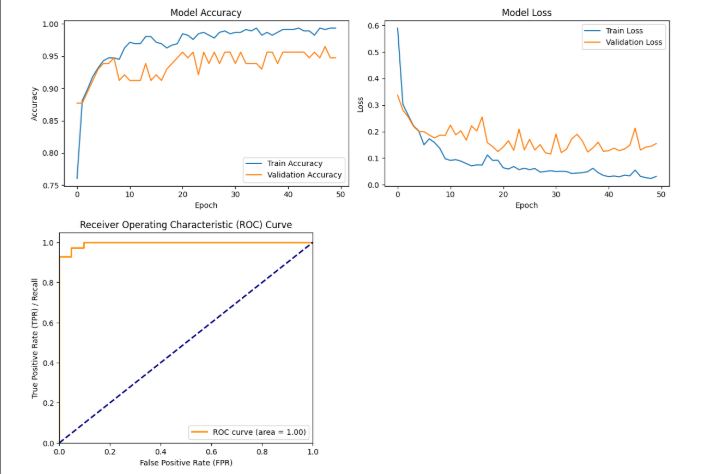 Model Accuracy
1.00
0.95
0.90
0.85
0.80
0.75
Accuracy
Train Accuracy
Validation Accuracy
0 10 20 30 40 50
Epoch
Model Loss
0.6
0.5
0.4
0.3
0.2
0.1
0.0
Loss
Train Loss
Validation Loss
0 10 20 30 40 50
Epoch
Receiver Operating Characteristic (ROC) Curve
1.0
0.8
0.6
0.4
0.2
0.0
True Positive Rate (TPR) / Recall
ROC curve (area = 1.00)
0.0 0.2 0.4 0.6 0.8 1.0
False Positive Rate (FPR)